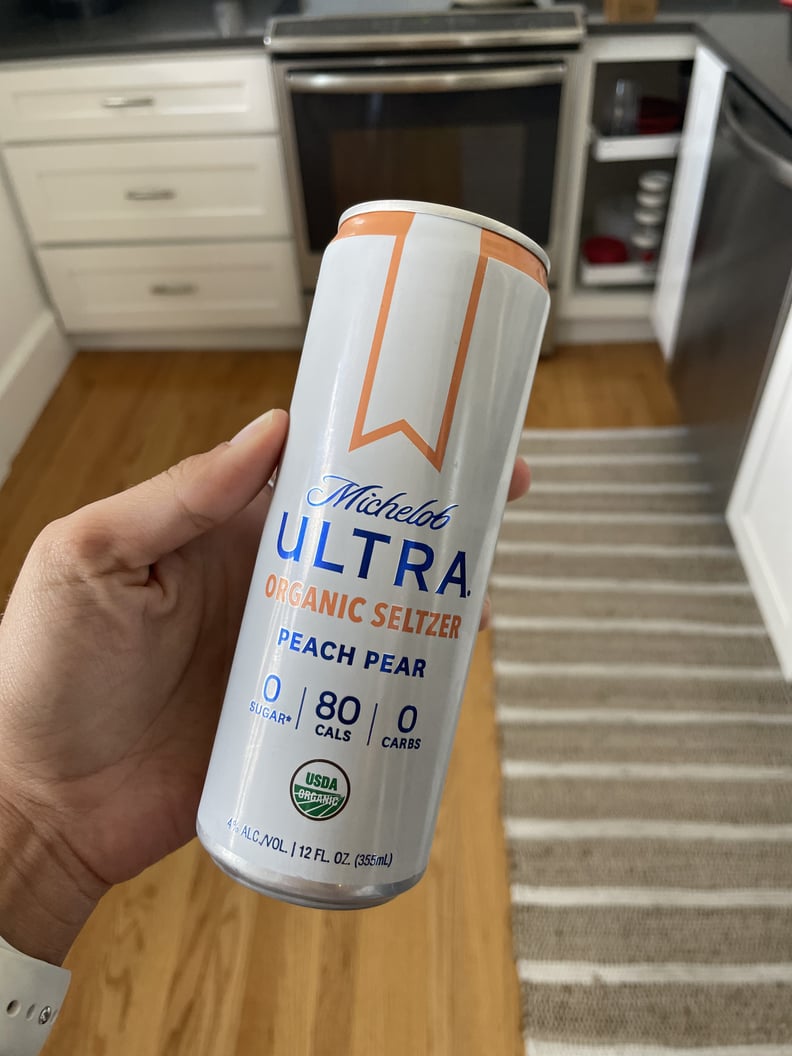 Michelob
ULTRA
ORGANIC SELTZER
PEACH PEAR
0 SUGAR* | 80 CALS | 0 CARBS
USDA
ORGANIC
4% ALC./VOL. | 12 FL. OZ. (355mL)